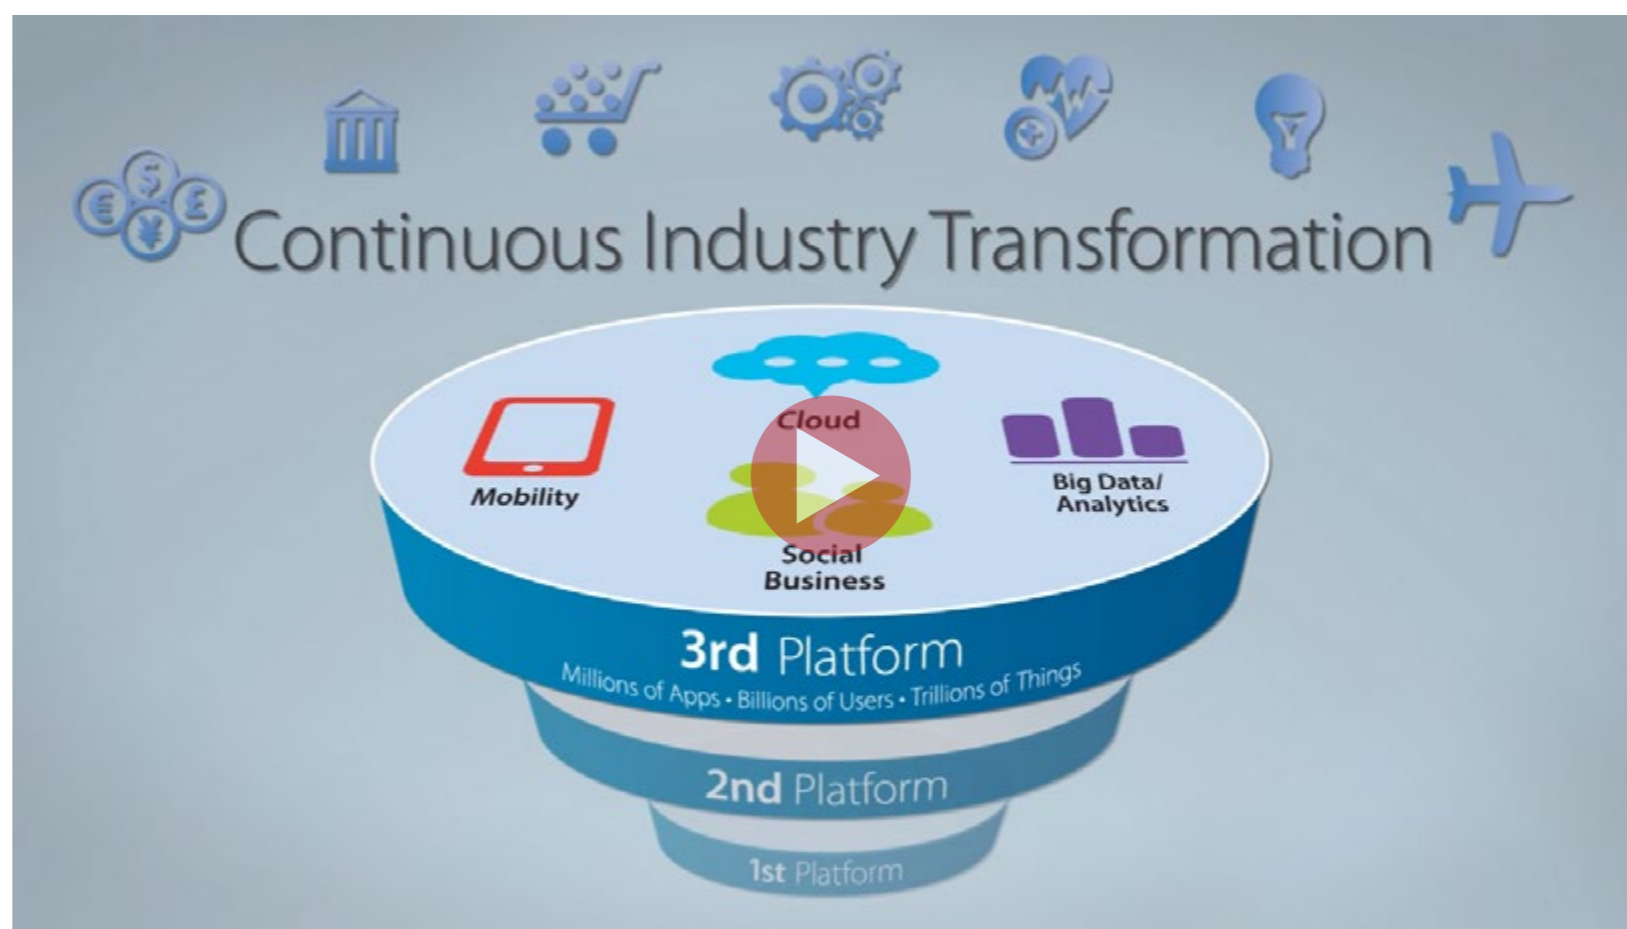 Continuous Industry Transformation
Cloud
Mobility
Big Data/
Analytics
Social
Business
3rd Platform
Millions of Apps • Billions of Users • Trillions of Things
2nd Platform
1st Platform